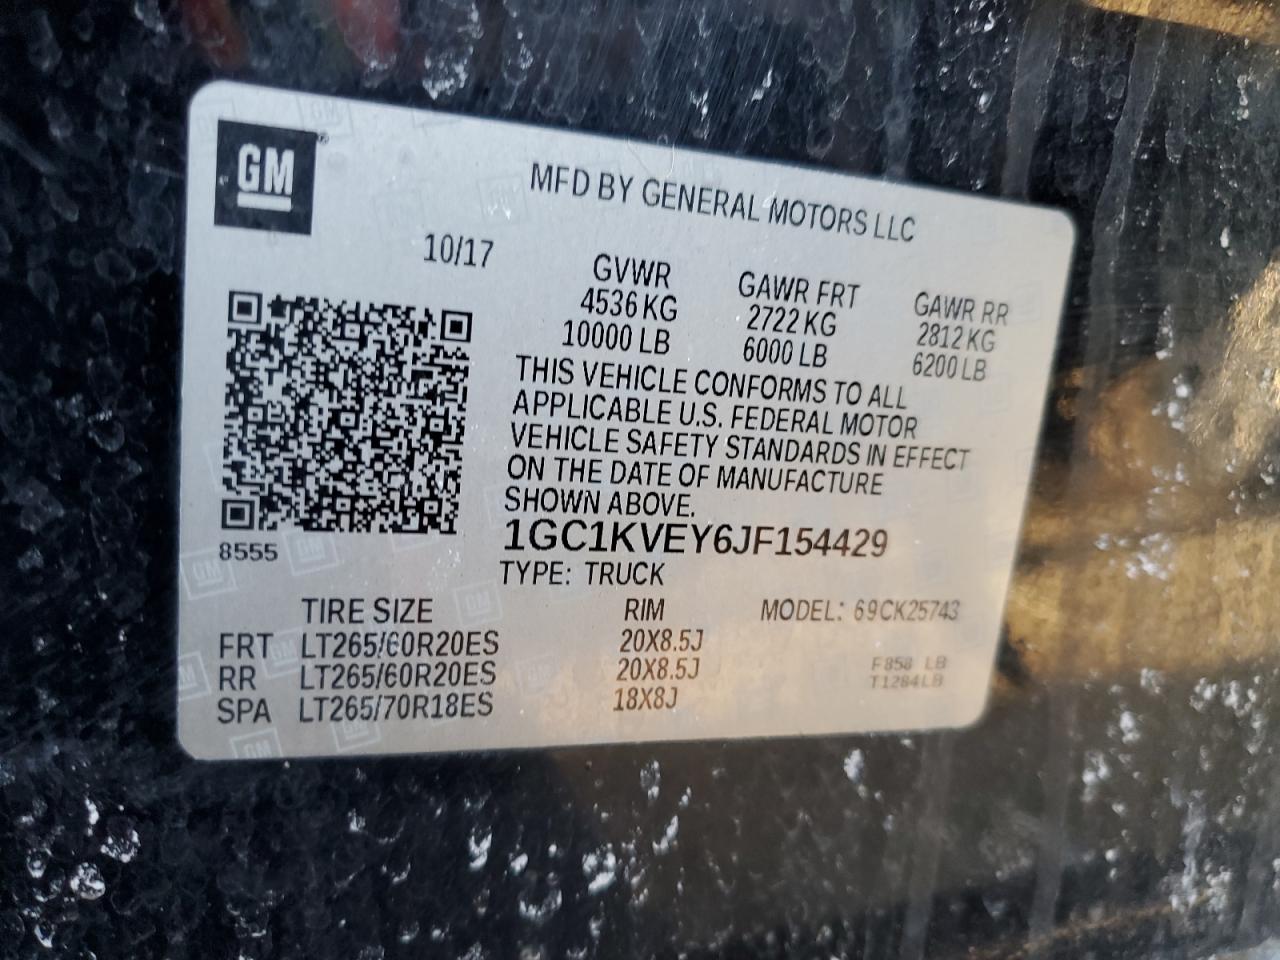 GM
MFD BY GENERAL MOTORS LLC
10/17
GVWR GAWR FRT GAWR RR
4536 KG 2722 KG 2812 KG
10000 LB 6000 LB 6200 LB
THIS VEHICLE CONFORMS TO ALL
APPLICABLE U.S. FEDERAL MOTOR
VEHICLE SAFETY STANDARDS IN EFFECT
ON THE DATE OF MANUFACTURE
SHOWN ABOVE.
1GC1KVEY6JF154429
8555
TYPE: TRUCK
TIRE SIZE RIM MODEL: 69CK25743
FRT LT265/60R20ES 20X8.5J
RR LT265/60R20ES 20X8.5J
SPA LT265/70R18ES 18X8J
F858 LB
T1284LB